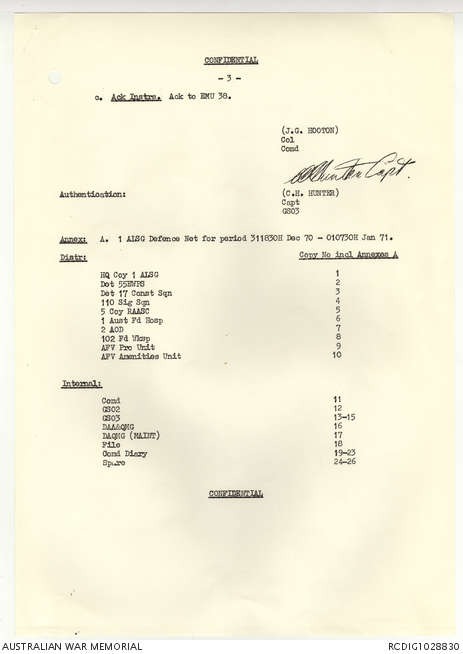 CONFIDENTIAL
- 3 -
c. Ack Instrs. Ack to EMU 38.
(J.G. HOOTON)
Col
Comd
CHHunter Capt.
Authentication:
(C.H. HUNTER)
Capt
GSO3
Annex: A. 1 ALSG Defence Net for period 311830H Dec 70 - 010730H Jan 71.
Distr: Copy No incl Annexes A
HQ Coy 1 ALSG 1
Det 55EWPS 2
Det 17 Const Sqn 3
110 Sig Sqn 4
5 Coy RAASC 5
1 Aust Fd Hosp 6
2 AOD 7
102 Fd Wksp 8
AFV Pro Unit 9
AFV Amenities Unit 10
Internal:
Comd 11
GSO2 12
GSO3 13-15
DAA&QMG 16
DAQMG (MAINT) 17
File 18
Comd Diary 19-23
Spare 24-26
CONFIDENTIAL
AUSTRALIAN WAR MEMORIAL RCDIG1028830